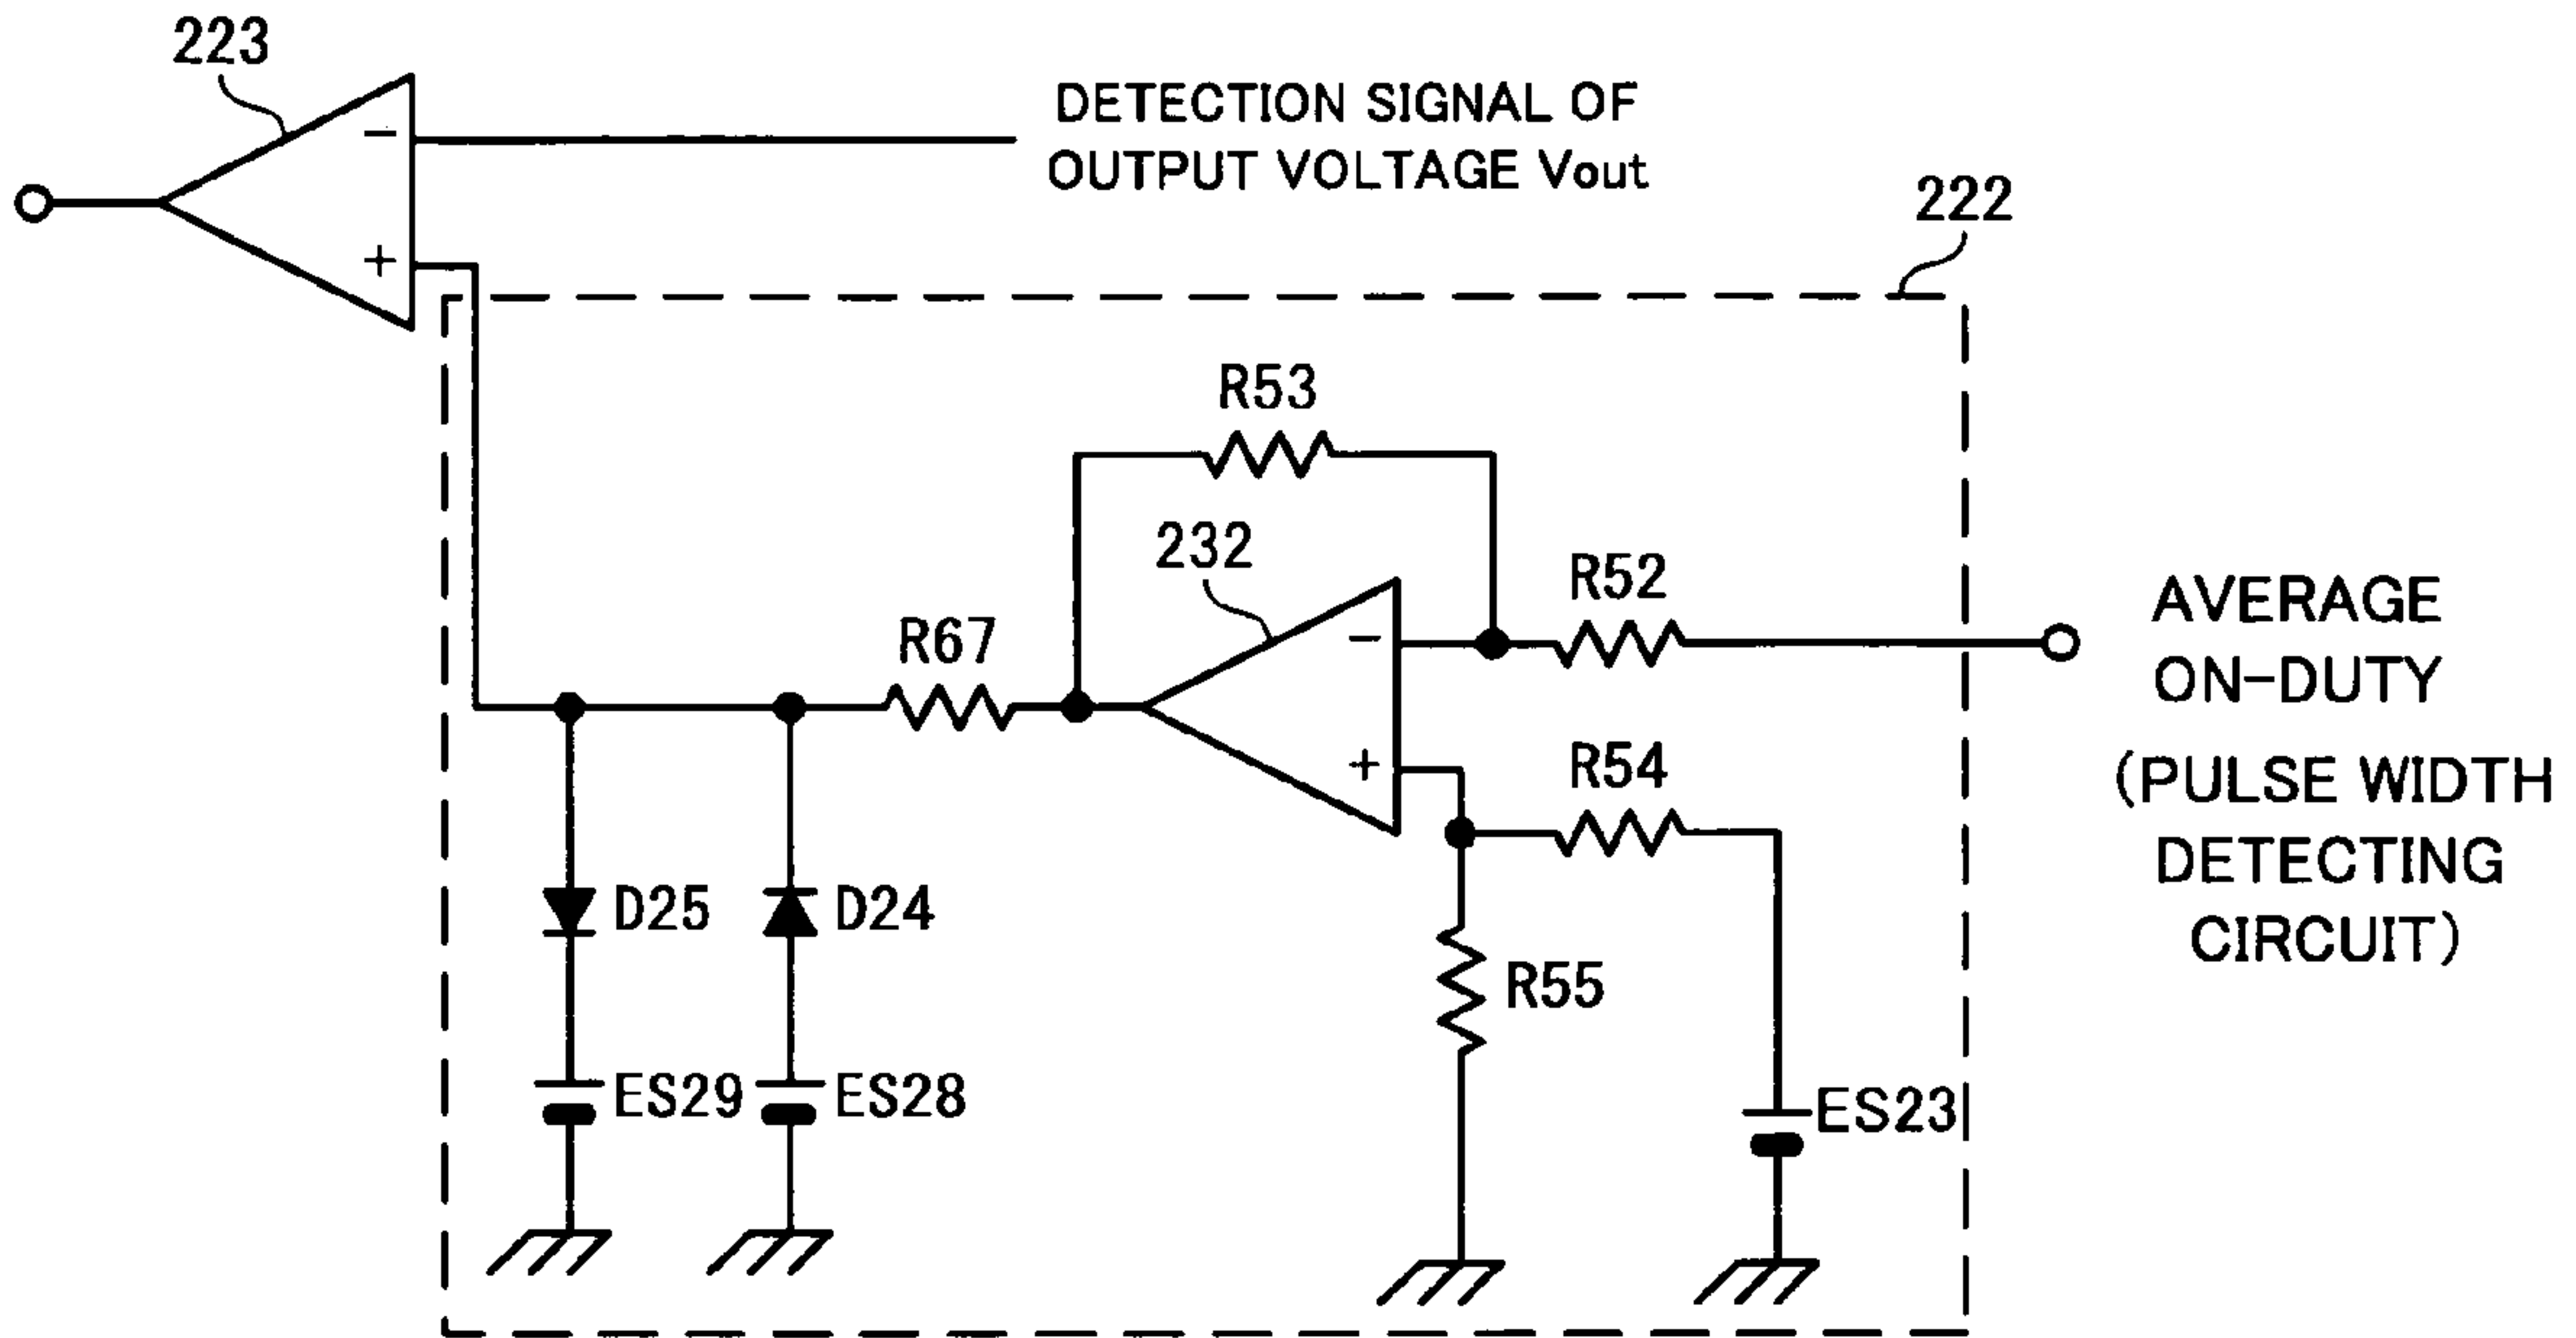 223
DETECTION SIGNAL OF
OUTPUT VOLTAGE Vout
222
−
+
R53
232
R52
R67
−
AVERAGE
ON-DUTY
(PULSE WIDTH
DETECTING
CIRCUIT)
+
R54
D25
D24
R55
ES29
ES28
ES23